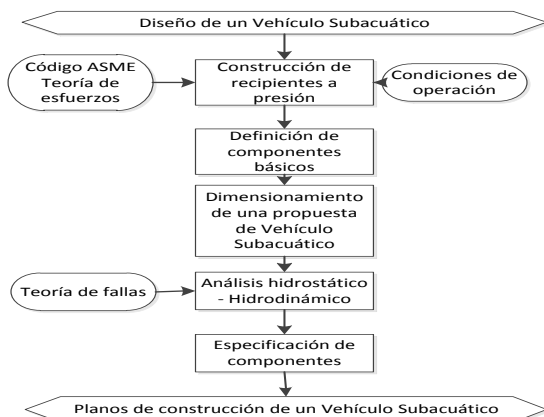 Diseño de un Vehículo Subacuático
Código ASME
Teoría de
esfuerzos
Construcción de
recipientes a
presión
Condiciones de
operación
Definición de
componentes
básicos
Dimensionamiento
de una propuesta
de Vehículo
Subacuático
Teoría de fallas
Análisis hidrostático
- Hidrodinámico
Especificación de
componentes
Planos de construcción de un Vehículo Subacuático